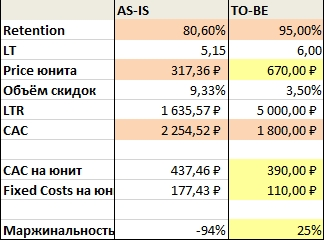 AS-IS TO-BE
Retention 80,60% 95,00%
LT 5,15 6,00
Price юнита 317,36 ₽ 670,00 ₽
Объём скидок 9,33% 3,50%
LTR 1 635,57 ₽ 5 000,00 ₽
CAC 2 254,52 ₽ 1 800,00 ₽
CAC на юнит 437,46 ₽ 390,00 ₽
Fixed Costs на юн 177,43 ₽ 110,00 ₽
Маржинальность -94% 25%